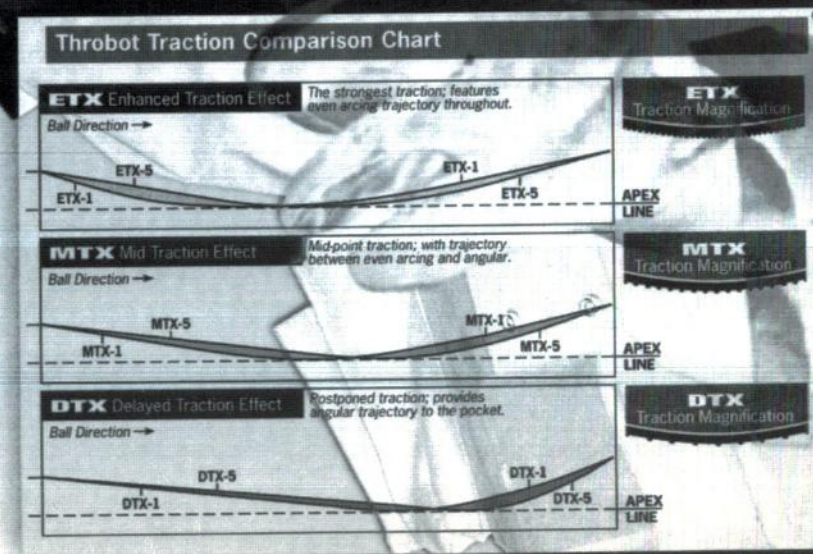 Throbot Traction Comparison Chart
ETX Enhanced Traction Effect
The strongest traction; features
even arcing trajectory throughout.
ETX
Traction Magnification
Ball Direction →
ETX-5
ETX-1
ETX-1
ETX-5
APEX
LINE
MTX Mid Traction Effect
Mid-point traction; with trajectory
between even arcing and angular.
MTX
Traction Magnification
Ball Direction →
MTX-5
MTX-1
MTX-1
MTX-5
APEX
LINE
DTX Delayed Traction Effect
Postponed traction; provides
angular trajectory to the pocket.
DTX
Traction Magnification
Ball Direction →
DTX-5
DTX-1
DTX-1
DTX-5
APEX
LINE